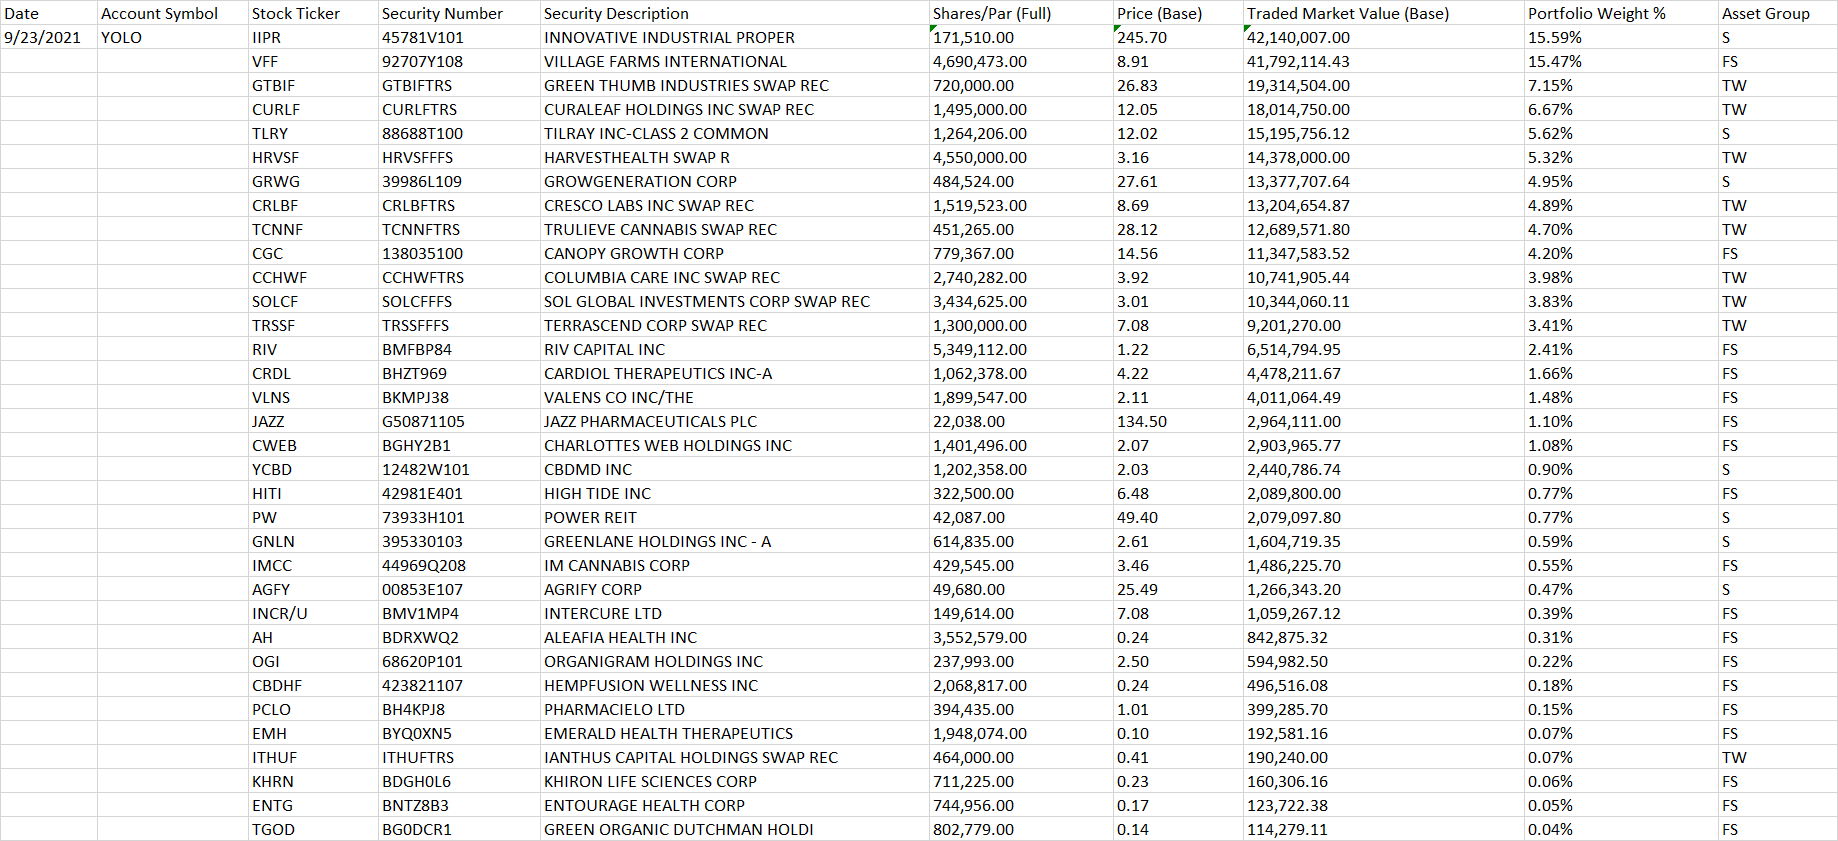 Date Account Symbol Stock Ticker Security Number Security Description Shares/Par (Full) Price (Base) Traded Market Value (Base) Portfolio Weight % Asset Group
9/23/2021 YOLO IIPR 45781V101 INNOVATIVE INDUSTRIAL PROPER 171,510.00 245.70 42,140,007.00 15.59% S
VFF 92707Y108 VILLAGE FARMS INTERNATIONAL 4,690,473.00 8.91 41,792,114.43 15.47% FS
GTBIF GTBIFTRS GREEN THUMB INDUSTRIES SWAP REC 720,000.00 26.83 19,314,504.00 7.15% TW
CURLF CURLFTRS CURALEAF HOLDINGS INC SWAP REC 1,495,000.00 12.05 18,014,750.00 6.67% TW
TLRY 88688T100 TILRAY INC-CLASS 2 COMMON 1,264,206.00 12.02 15,195,756.12 5.62% S
HRVSF HRVSFFFS HARVESTHEALTH SWAP R 4,550,000.00 3.16 14,378,000.00 5.32% TW
GRWG 39986L109 GROWGENERATION CORP 484,524.00 27.61 13,377,707.64 4.95% S
CRLBF CRLBFTRS CRESCO LABS INC SWAP REC 1,519,523.00 8.69 13,204,654.87 4.89% TW
TCNNF TCNNFTRS TRULIEVE CANNABIS SWAP REC 451,265.00 28.12 12,689,571.80 4.70% TW
CGC 138035100 CANOPY GROWTH CORP 779,367.00 14.56 11,347,583.52 4.20% FS
CCHWF CCHWFTRS COLUMBIA CARE INC SWAP REC 2,740,282.00 3.92 10,741,905.44 3.98% TW
SOLCF SOLCFFFS SOL GLOBAL INVESTMENTS CORP SWAP REC 3,434,625.00 3.01 10,344,060.11 3.83% TW
TRSSF TRSSFFFS TERRASCEND CORP SWAP REC 1,300,000.00 7.08 9,201,270.00 3.41% TW
RIV BMFBP84 RIV CAPITAL INC 5,349,112.00 1.22 6,514,794.95 2.41% FS
CRDL BHZT969 CARDIOL THERAPEUTICS INC-A 1,062,378.00 4.22 4,478,211.67 1.66% FS
VLNS BKMPJ38 VALENS CO INC/THE 1,899,547.00 2.11 4,011,064.49 1.48% FS
JAZZ G50871105 JAZZ PHARMACEUTICALS PLC 22,038.00 134.50 2,964,111.00 1.10% FS
CWEB BGHY2B1 CHARLOTTES WEB HOLDINGS INC 1,401,496.00 2.07 2,903,965.77 1.08% FS
YCBD 12482W101 CBDMD INC 1,202,358.00 2.03 2,440,786.74 0.90% S
HITI 42981E401 HIGH TIDE INC 322,500.00 6.48 2,089,800.00 0.77% FS
PW 73933H101 POWER REIT 42,087.00 49.40 2,079,097.80 0.77% S
GNLN 395330103 GREENLANE HOLDINGS INC - A 614,835.00 2.61 1,604,719.35 0.59% S
IMCC 44969Q208 IM CANNABIS CORP 429,545.00 3.46 1,486,225.70 0.55% FS
AGFY 00853E107 AGRIFY CORP 49,680.00 25.49 1,266,343.20 0.47% S
INCR/U BMV1MP4 INTERCURE LTD 149,614.00 7.08 1,059,267.12 0.39% FS
AH BDRXWQ2 ALEAFIA HEALTH INC 3,552,579.00 0.24 842,875.32 0.31% FS
OGI 68620P101 ORGANIGRAM HOLDINGS INC 237,993.00 2.50 594,982.50 0.22% FS
CBDHF 423821107 HEMPFUSION WELLNESS INC 2,068,817.00 0.24 496,516.08 0.18% FS
PCLO BH4KPJ8 PHARMACIELO LTD 394,435.00 1.01 399,285.70 0.15% FS
EMH BYQ0XN5 EMERALD HEALTH THERAPEUTICS 1,948,074.00 0.10 192,581.16 0.07% FS
ITHUF ITHUFTRS IANTHUS CAPITAL HOLDINGS SWAP REC 464,000.00 0.41 190,240.00 0.07% TW
KHRN BDGH0L6 KHIRON LIFE SCIENCES CORP 711,225.00 0.23 160,306.16 0.06% FS
ENTG BNTZ8B3 ENTOURAGE HEALTH CORP 744,956.00 0.17 123,722.38 0.05% FS
TGOD BG0DCR1 GREEN ORGANIC DUTCHMAN HOLDI 802,779.00 0.14 114,279.11 0.04% FS